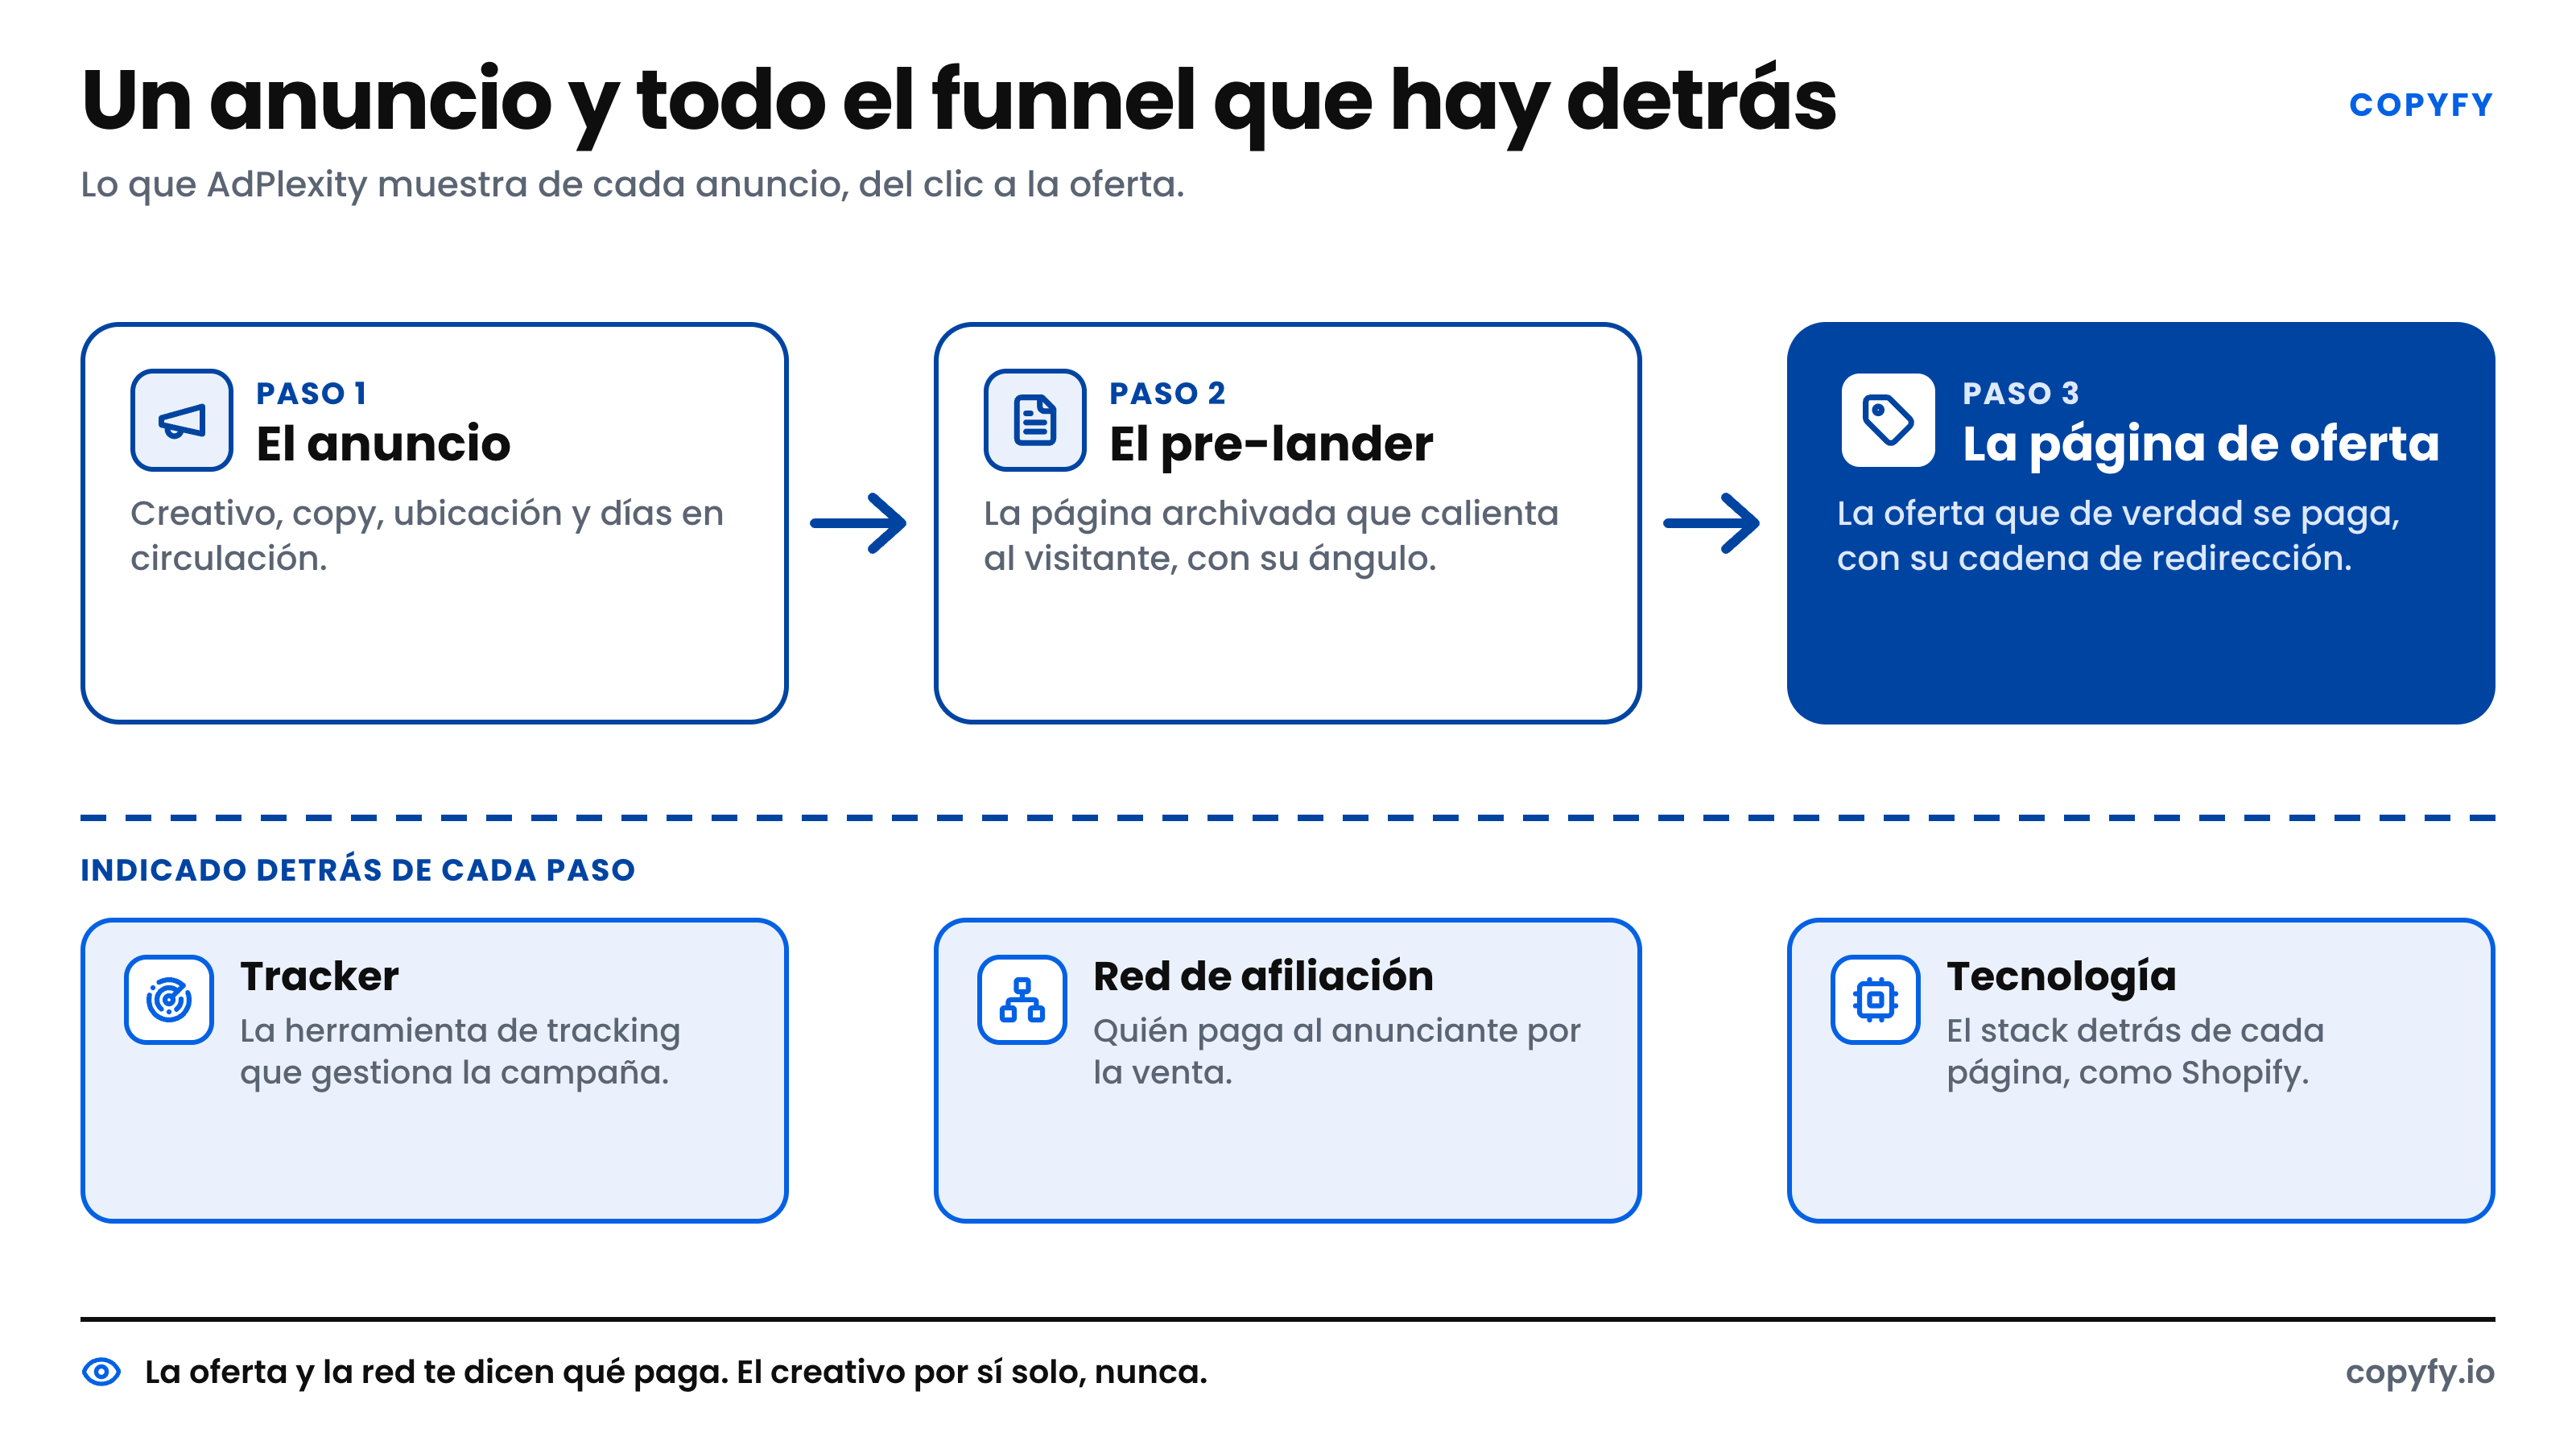 Un anuncio y todo el funnel que hay detrás
COPYFY
Lo que AdPlexity muestra de cada anuncio, del clic a la oferta.
PASO 1
El anuncio
Creativo, copy, ubicación y días en
circulación.
PASO 2
El pre-lander
La página archivada que calienta
al visitante, con su ángulo.
PASO 3
La página de oferta
La oferta que de verdad se paga,
con su cadena de redirección.
INDICADO DETRÁS DE CADA PASO
Tracker
La herramienta de tracking
que gestiona la campaña.
Red de afiliación
Quién paga al anunciante por
la venta.
Tecnología
El stack detrás de cada
página, como Shopify.
La oferta y la red te dicen qué paga. El creativo por sí solo, nunca.
copyfy.io